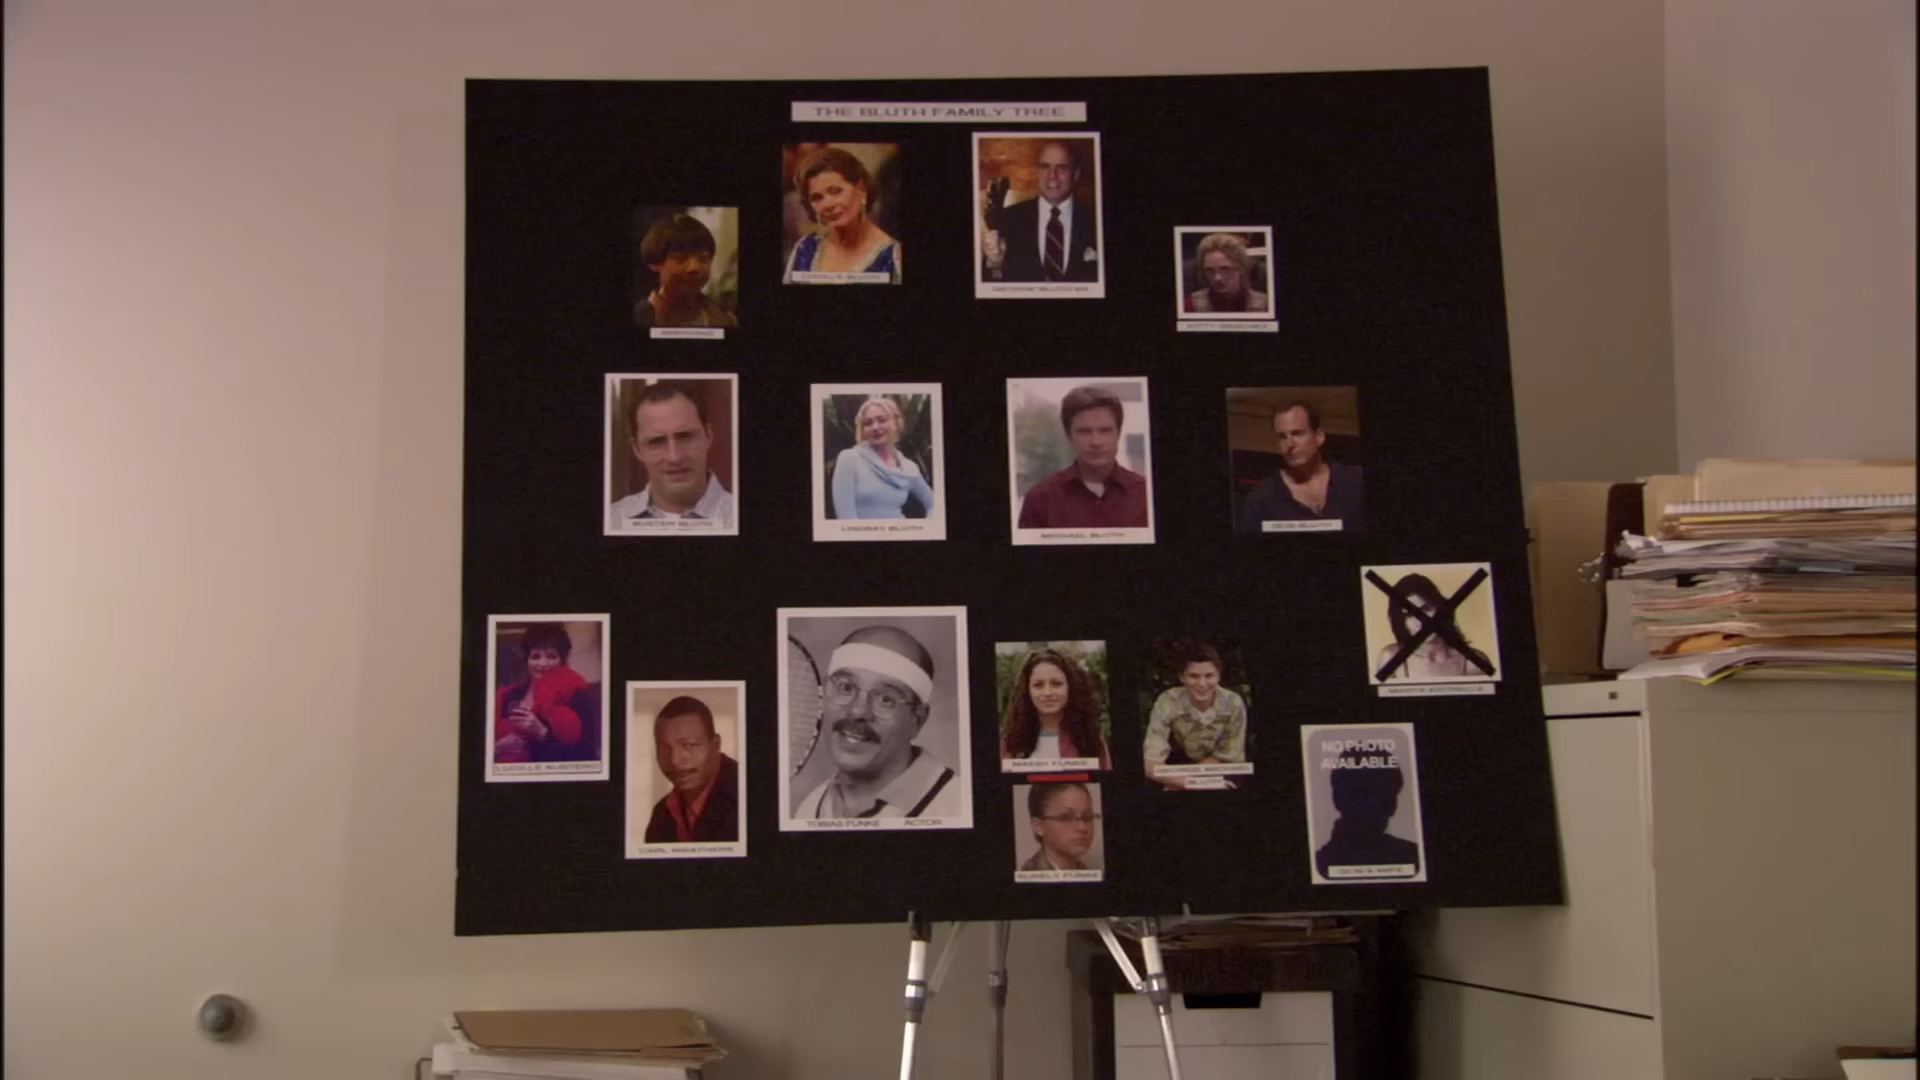 THE BLUTH FAMILY TREE
LUCILLE BLUTH
GEORGE BLUTH SR
KITTY SANCHEZ
BUSTER BLUTH
LINDSAY BLUTH
MICHAEL BLUTH
GOB BLUTH
MARTA ESTRELLA
LUCILLE AUSTERO
CARL WEATHERS
TOBIAS FUNKE ACTOR
MAEBY FUNKE
GEORGE MICHAEL
BLUTH
SURELY FUNKE
NO PHOTO
AVAILABLE
GOB'S WIFE